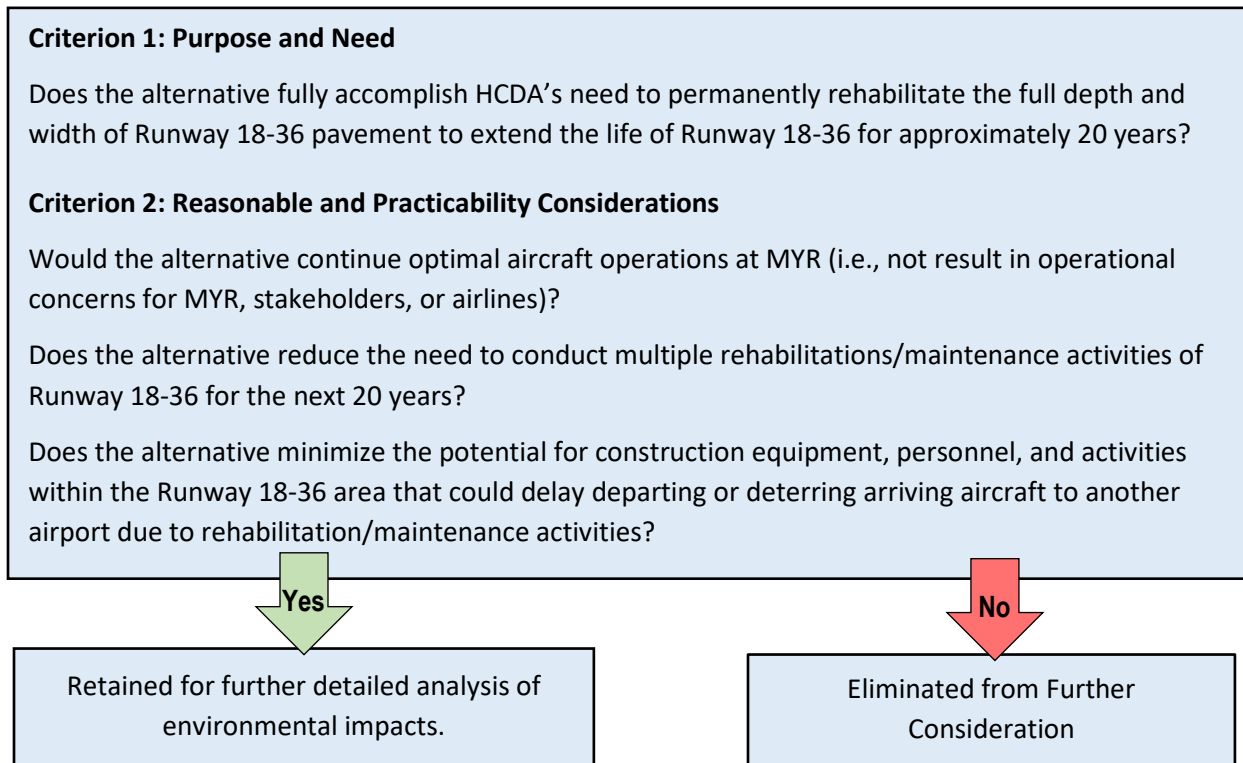 Criterion 1: Purpose and Need
Does the alternative fully accomplish HCDA’s need to permanently rehabilitate the full depth and
width of Runway 18-36 pavement to extend the life of Runway 18-36 for approximately 20 years?
Criterion 2: Reasonable and Practicability Considerations
Would the alternative continue optimal aircraft operations at MYR (i.e., not result in operational
concerns for MYR, stakeholders, or airlines)?
Does the alternative reduce the need to conduct multiple rehabilitations/maintenance activities of
Runway 18-36 for the next 20 years?
Does the alternative minimize the potential for construction equipment, personnel, and activities
within the Runway 18-36 area that could delay departing or deterring arriving aircraft to another
airport due to rehabilitation/maintenance activities?
Yes
No
Retained for further detailed analysis of
environmental impacts.
Eliminated from Further
Consideration